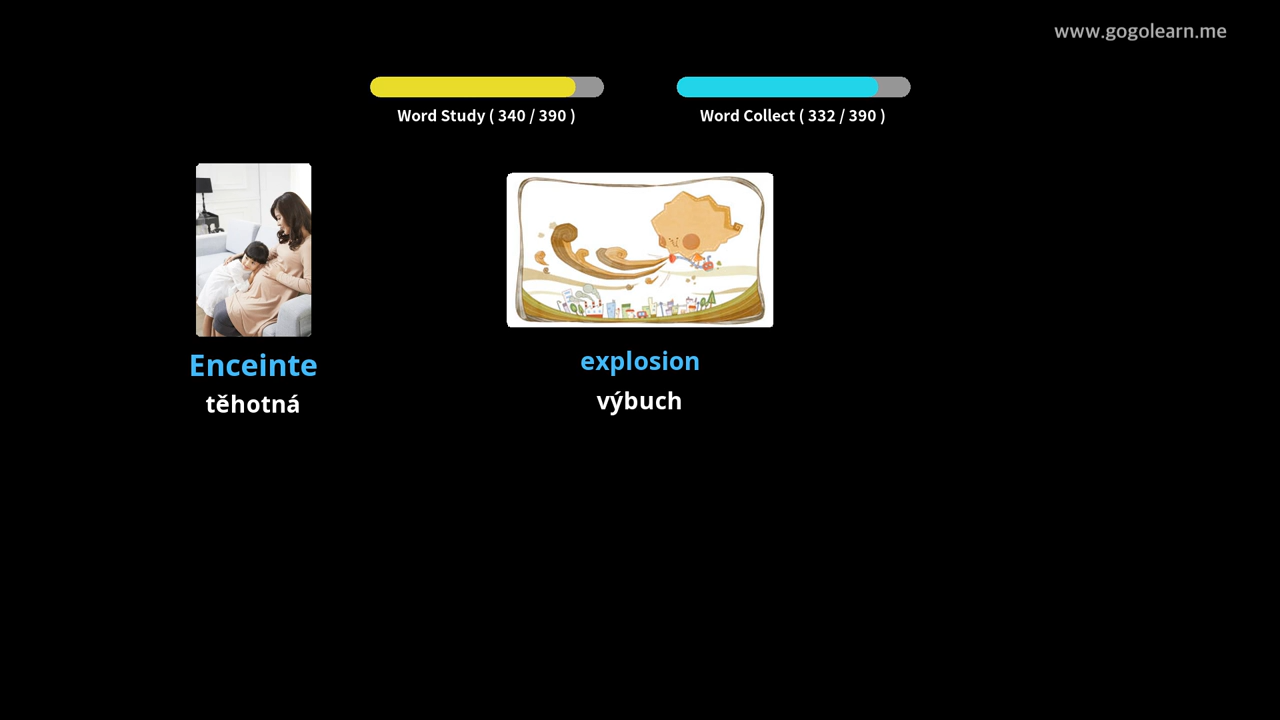 www.gogolearn.me
Word Study ( 340 / 390 )
Word Collect ( 332 / 390 )
Enceinte
těhotná
explosion
výbuch